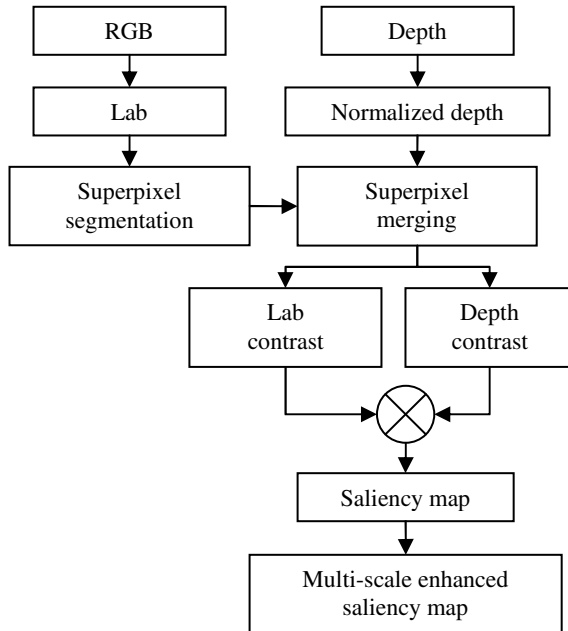 RGB
Depth
Lab
Normalized depth
Superpixel
segmentation
Superpixel
merging
Lab
contrast
Depth
contrast
Saliency map
Multi-scale enhanced
saliency map